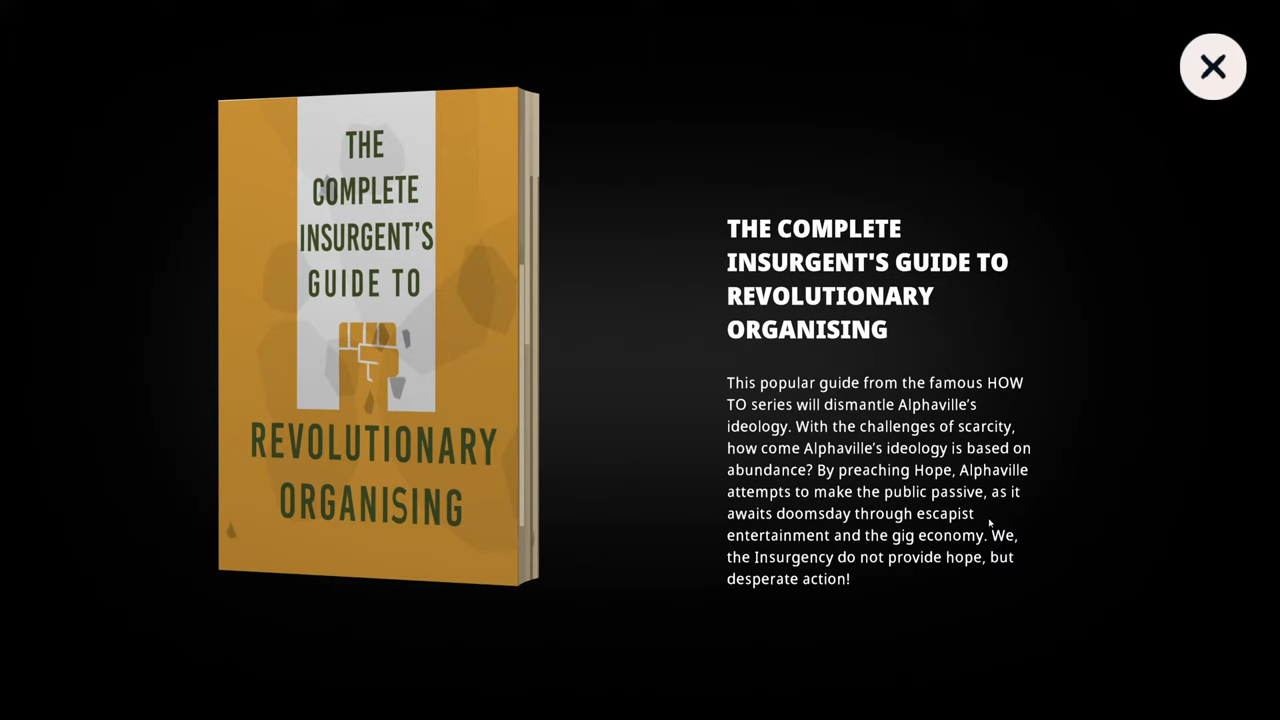 THE
COMPLETE
INSURGENT'S
GUIDE TO
REVOLUTIONARY
ORGANISING
THE COMPLETE
INSURGENT'S GUIDE TO
REVOLUTIONARY
ORGANISING
This popular guide from the famous HOW
TO series will dismantle Alphaville's
ideology. With the challenges of scarcity,
how come Alphaville's ideology is based on
abundance? By preaching Hope, Alphaville
attempts to make the public passive, as it
awaits doomsday through escapist
entertainment and the gig economy. We,
the Insurgency do not provide hope, but
desperate action!